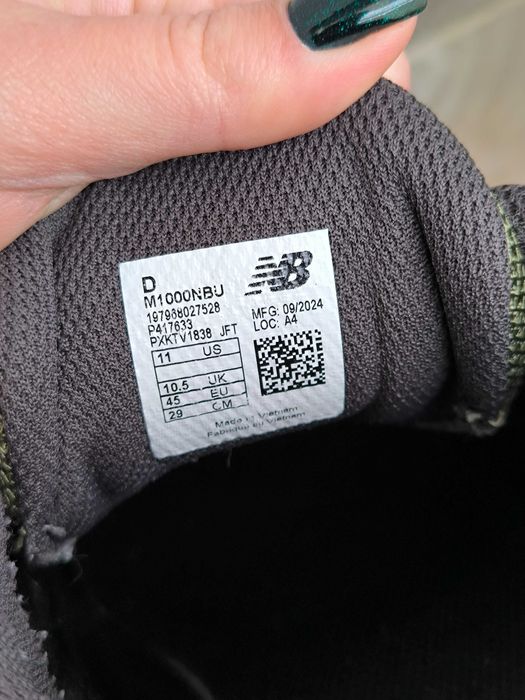 D
M1000NBU
197968027528
P417633
PXKTV1838 JFT
11 US
10.5 UK
45 EU
29 CM
NB
MFG: 09/2024
LOC: A4
Made in Vietnam
Fabriqué au Vietnam